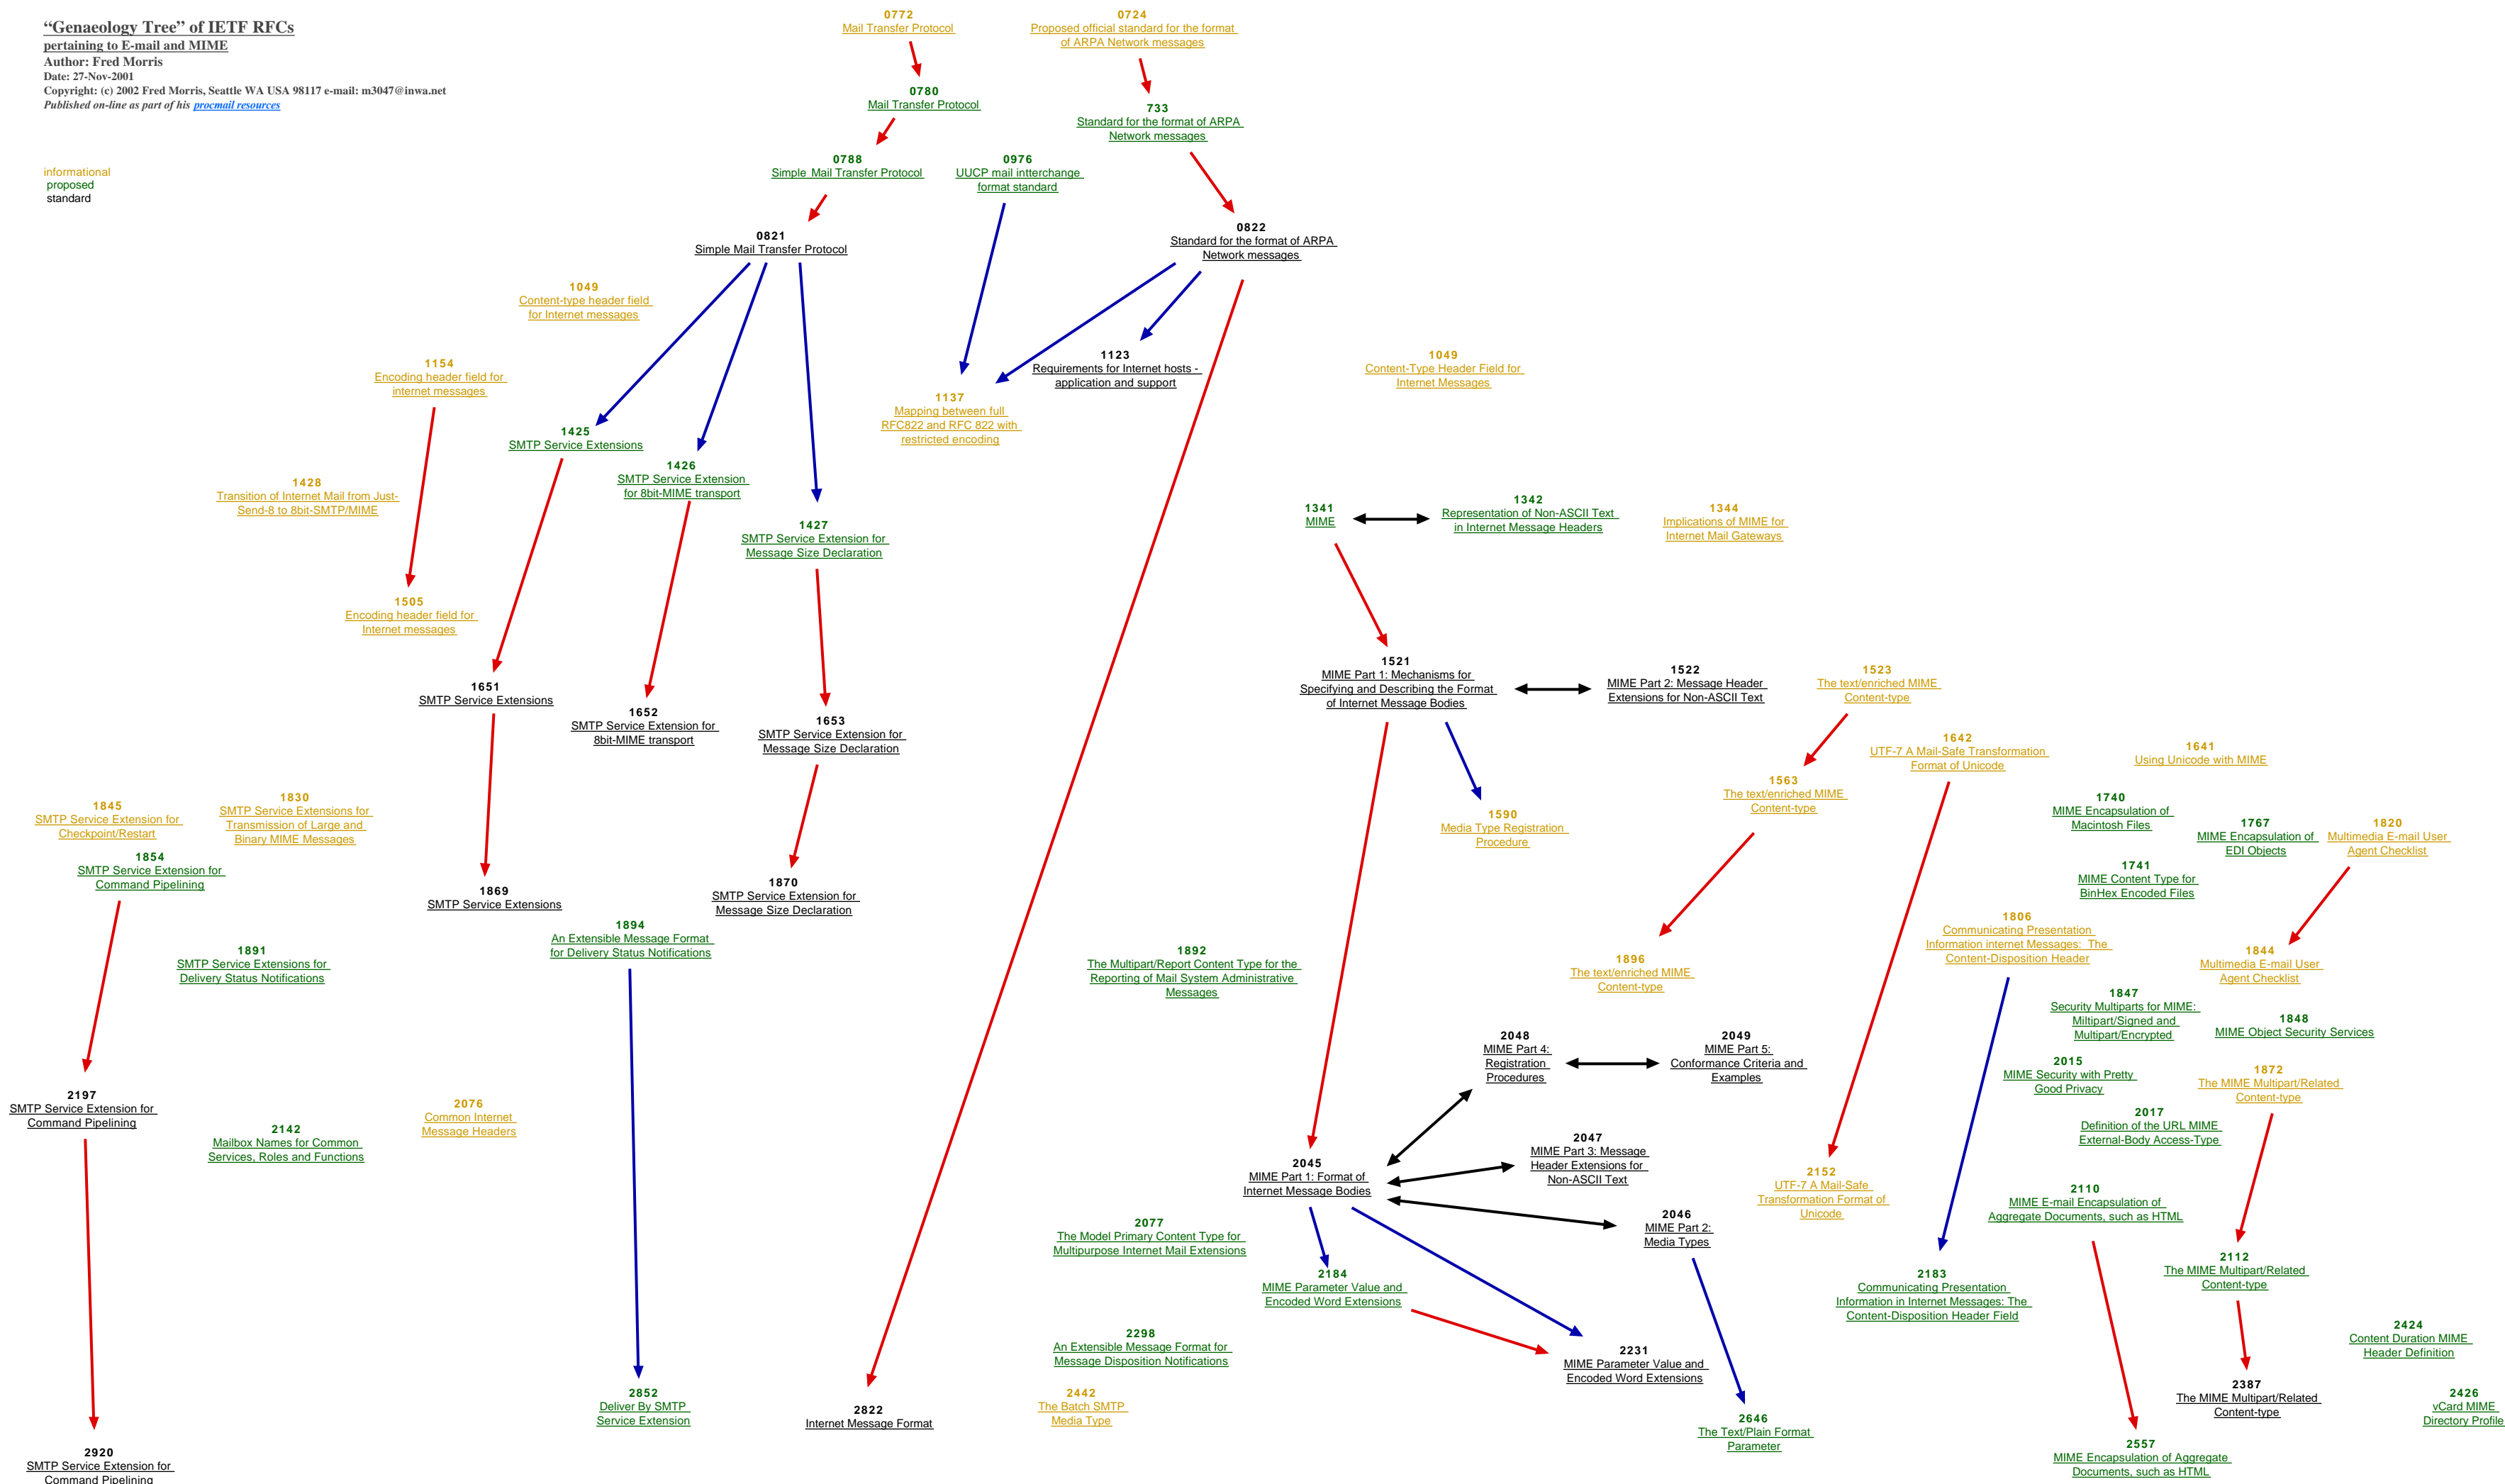 “Genaeology Tree” of IETF RFCs
pertaining to E-mail and MIME
Author: Fred Morris
Date: 27-Nov-2001
Copyright: (c) 2002 Fred Morris, Seattle WA USA 98117 e-mail: m3047@inwa.net
Published on-line as part of his procmail resources
informational
proposed
standard
0772
Mail Transfer Protocol
0724
Proposed official standard for the format
of ARPA Network messages
0780
Mail Transfer Protocol
733
Standard for the format of ARPA
Network messages
0788
Simple Mail Transfer Protocol
0976
UUCP mail intterchange
format standard
0821
Simple Mail Transfer Protocol
0822
Standard for the format of ARPA
Network messages
1049
Content-type header field
for Internet messages
1154
Encoding header field for
internet messages
1123
Requirements for Internet hosts -
application and support
1049
Content-Type Header Field for
Internet Messages
1137
Mapping between full
RFC822 and RFC 822 with
restricted encoding
1425
SMTP Service Extensions
1426
SMTP Service Extension
for 8bit-MIME transport
1428
Transition of Internet Mail from Just-
Send-8 to 8bit-SMTP/MIME
1427
SMTP Service Extension for
Message Size Declaration
1341
MIME
1342
Representation of Non-ASCII Text
in Internet Message Headers
1344
Implications of MIME for
Internet Mail Gateways
1505
Encoding header field for
Internet messages
1651
SMTP Service Extensions
1652
SMTP Service Extension for
8bit-MIME transport
1653
SMTP Service Extension for
Message Size Declaration
1521
MIME Part 1: Mechanisms for
Specifying and Describing the Format
of Internet Message Bodies
1522
MIME Part 2: Message Header
Extensions for Non-ASCII Text
1523
The text/enriched MIME
Content-type
1642
UTF-7 A Mail-Safe Transformation
Format of Unicode
1641
Using Unicode with MIME
1563
The text/enriched MIME
Content-type
1590
Media Type Registration
Procedure
1740
MIME Encapsulation of
Macintosh Files
1767
MIME Encapsulation of
EDI Objects
1820
Multimedia E-mail User
Agent Checklist
1845
SMTP Service Extension for
Checkpoint/Restart
1830
SMTP Service Extensions for
Transmission of Large and
Binary MIME Messages
1854
SMTP Service Extension for
Command Pipelining
1869
SMTP Service Extensions
1870
SMTP Service Extension for
Message Size Declaration
1741
MIME Content Type for
BinHex Encoded Files
1894
An Extensible Message Format
for Delivery Status Notifications
1891
SMTP Service Extensions for
Delivery Status Notifications
1892
The Multipart/Report Content Type for the
Reporting of Mail System Administrative
Messages
1896
The text/enriched MIME
Content-type
1806
Communicating Presentation
Information internet Messages: The
Content-Disposition Header
1844
Multimedia E-mail User
Agent Checklist
1847
Security Multiparts for MIME:
Miltipart/Signed and
Multipart/Encrypted
1848
MIME Object Security Services
2048
MIME Part 4:
Registration
Procedures
2049
MIME Part 5:
Conformance Criteria and
Examples
2015
MIME Security with Pretty
Good Privacy
1872
The MIME Multipart/Related
Content-type
2197
SMTP Service Extension for
Command Pipelining
2142
Mailbox Names for Common
Services, Roles and Functions
2076
Common Internet
Message Headers
2017
Definition of the URL MIME
External-Body Access-Type
2045
MIME Part 1: Format of
Internet Message Bodies
2047
MIME Part 3: Message
Header Extensions for
Non-ASCII Text
2152
UTF-7 A Mail-Safe
Transformation Format of
Unicode
2110
MIME E-mail Encapsulation of
Aggregate Documents, such as HTML
2077
The Model Primary Content Type for
Multipurpose Internet Mail Extensions
2046
MIME Part 2:
Media Types
2184
MIME Parameter Value and
Encoded Word Extensions
2183
Communicating Presentation
Information in Internet Messages: The
Content-Disposition Header Field
2112
The MIME Multipart/Related
Content-type
2298
An Extensible Message Format for
Message Disposition Notifications
2231
MIME Parameter Value and
Encoded Word Extensions
2424
Content Duration MIME
Header Definition
2852
Deliver By SMTP
Service Extension
2822
Internet Message Format
2442
The Batch SMTP
Media Type
2646
The Text/Plain Format
Parameter
2387
The MIME Multipart/Related
Content-type
2426
vCard MIME
Directory Profile
2920
SMTP Service Extension for
Command Pipelining
2557
MIME Encapsulation of Aggregate
Documents, such as HTML